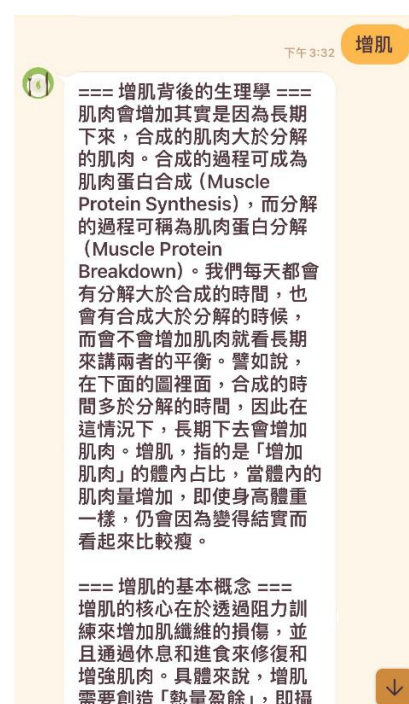 下午 3:32
增肌
=== 增肌背後的生理學 ===
肌肉會增加其實是因為長期
下來，合成的肌肉大於分解
的肌肉。合成的過程可成為
肌肉蛋白合成 (Muscle
Protein Synthesis)，而分解
的過程可稱為肌肉蛋白分解
(Muscle Protein
Breakdown)。我們每天都會
有分解大於合成的時間，也
會有合成大於分解的時候，
而會不會增加肌肉就看長期
來講兩者的平衡。譬如說，
在下面的圖裡面，合成的時
間多於分解的時間，因此在
這情況下，長期下去會增加
肌肉。增肌，指的是「增加
肌肉」的體內占比，當體內的
肌肉量增加，即使身高體重
一樣，仍會因為變得結實而
看起來比較瘦。
=== 增肌的基本概念 ===
增肌的核心在於透過阻力訓
練來增加肌纖維的損傷，並
且通過休息和進食來修復和
增強肌肉。具體來說，增肌
需要創造「熱量盈餘」，即攝